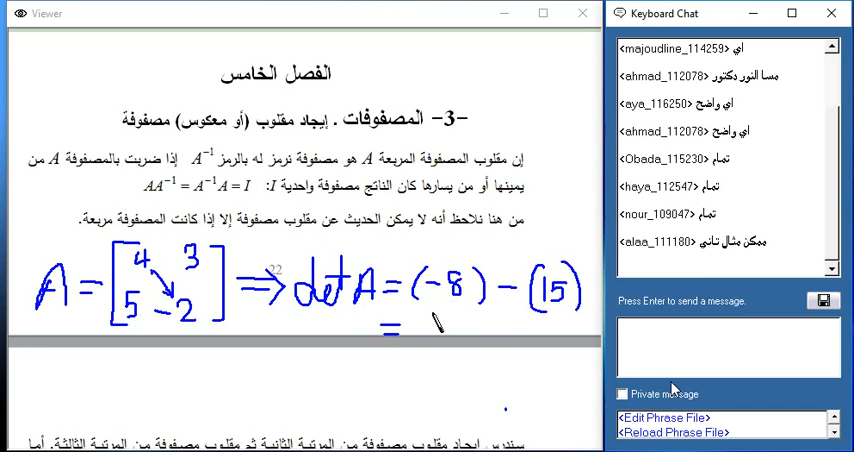 Viewer
الفصل الخامس
-3- المصفوفات . إيجاد مقلوب (أو معكوس) مصفوفة
إن مقلوب المصفوفة المربعة A هو مصفوفة نرمز له بالرمز A⁻¹ إذا ضربت بالمصفوفة A من
يمينها أو من يسارها كان الناتج مصفوفة واحدية I: AA⁻¹ = A⁻¹A = I
من هنا نلاحظ أنه لا يمكن الحديث عن مقلوب مصفوفة إلا إذا كانت المصفوفة مربعة.
22
A = [4 3
5 -2] ⇒ det A = (-8) - (15)
=
سندرس إيجاد مقلوب مصفوفة من المرتبة الثانية ثم مقلوب مصفوفة من المرتبة الثالثة. أما
Keyboard Chat
<majoudline_114259> اي
<ahmad_112078> مسا النور دكتور
<aya_116250> اي واضح
<ahmad_112078> اي واضح
<Obada_115230> تمام
<haya_112547> تمام
<nour_109047> تمام
<alaa_111180> ممكن مثال تاني
Press Enter to send a message.
Private message
<Edit Phrase File>
<Reload Phrase File>